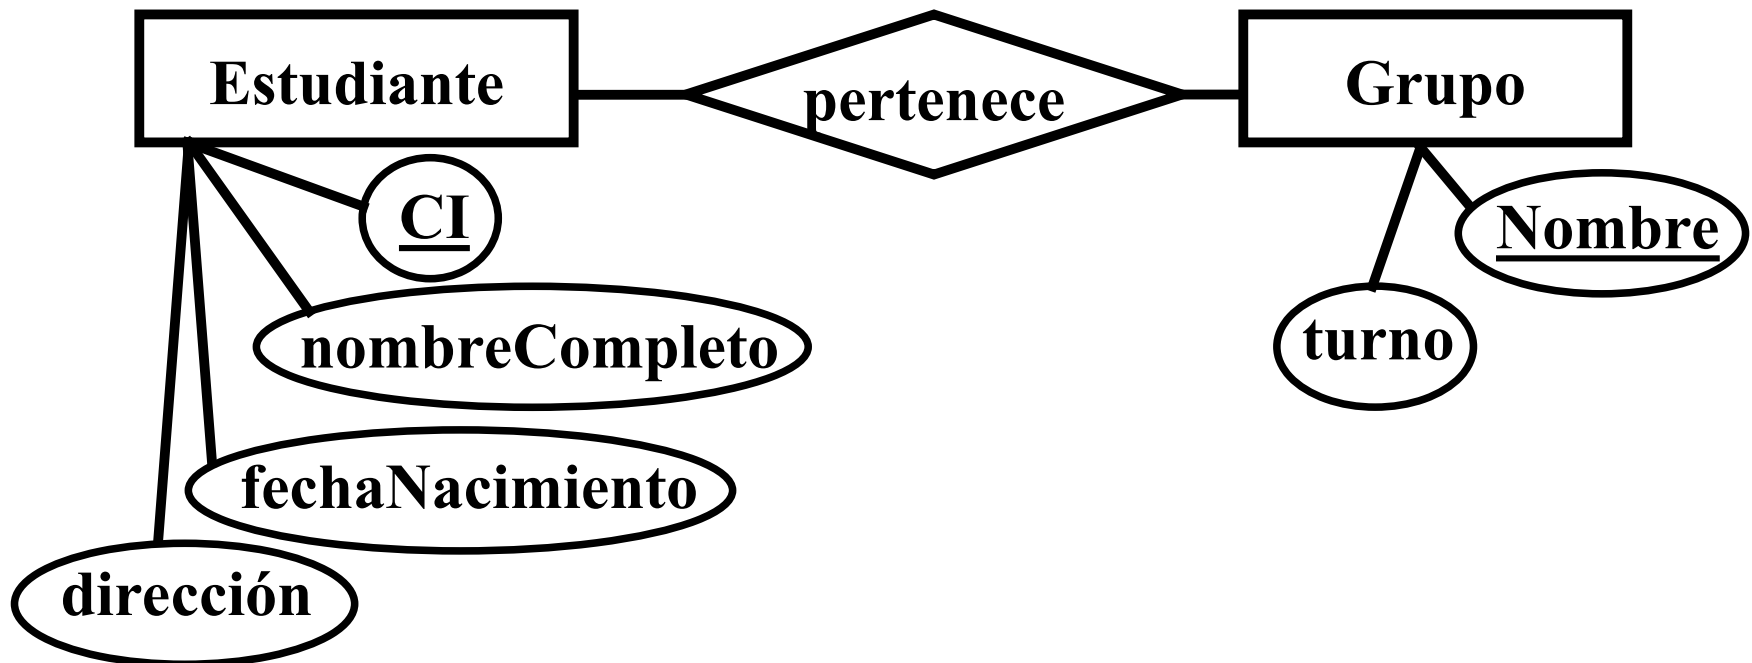 Estudiante
pertenece
Grupo
CI
Nombre
nombreCompleto
turno
fechaNacimiento
dirección